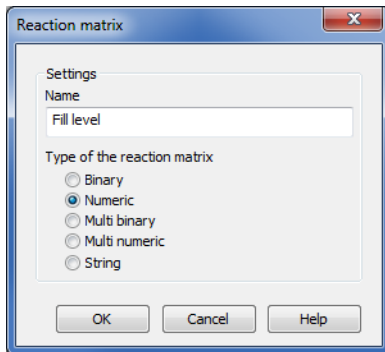 Reaction matrix
Settings
Name
Fill level
Type of the reaction matrix
Binary
Numeric
Multi binary
Multi numeric
String
OK Cancel Help